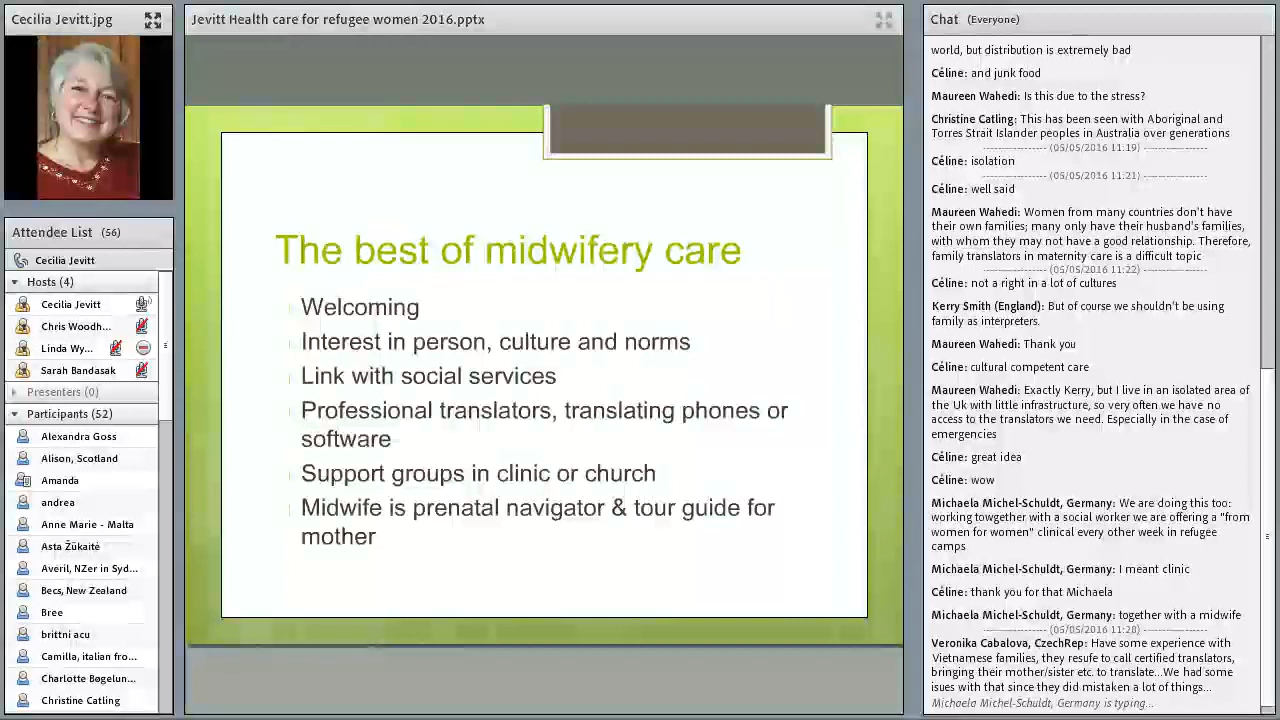 Cecilia Jevitt.jpg
Jevitt Health care for refugee women 2016.pptx
Chat (Everyone)
Attendee List (56)
Cecilia Jevitt
Hosts (4)
Cecilia Jevitt
Chris Woodh...
Linda Wy...
Sarah Bandasak
Presenters (0)
Participants (52)
Alexandra Goss
Alison, Scotland
Amanda
andrea
Anne Marie - Malta
Asta Žūkaitė
Averil, NZer in Syd...
Becs, New Zealand
Bree
brittni acu
Camilla, italian fro...
Charlotte Bøgelun...
Christine Catling
The best of midwifery care
Welcoming
Interest in person, culture and norms
Link with social services
Professional translators, translating phones or
software
Support groups in clinic or church
Midwife is prenatal navigator & tour guide for
mother
world, but distribution is extremely bad
Céline: and junk food
Maureen Wahedi: Is this due to the stress?
Christine Catling: This has been seen with Aboriginal and
Torres Strait Islander peoples in Australia over generations
------------------- (05/05/2016 11:19) -------------------
Céline: isolation
------------------- (05/05/2016 11:21) -------------------
Céline: well said
Maureen Wahedi: Women from many countries don't have
their own families; many only have their husband's families,
with whom they may not have a good relationship. Therefore,
family translators in maternity care is a difficult topic
------------------- (05/05/2016 11:22) -------------------
Céline: not a right in a lot of cultures
Kerry Smith (England): But of course we shouldn't be using
family as interpreters.
Maureen Wahedi: Thank you
Céline: cultural competent care
Maureen Wahedi: Exactly Kerry, but I live in an isolated area of
the Uk with little infrastructure, so very often we have no
access to the translators we need. Especially in the case of
emergencies
Céline: great idea
Céline: wow
Michaela Michel-Schuldt, Germany: We are doing this too:
working towgether with a social worker we are offering a "from
women for women" clinical every other week in refugee
camps
Michaela Michel-Schuldt, Germany: I meant clinic
Céline: thank you for that Michaela
Michaela Michel-Schuldt, Germany: together with a midwife
------------------- (05/05/2016 11:28) -------------------
Veronika Cabalova, CzechRep: Have some experience with
Vietnamese families, they resufe to call certified translators,
bringing their mother/sister etc. to translate...We had some
isues with that since they did mistaken a lot of things...
Michaela Michel-Schuldt, Germany is typing...